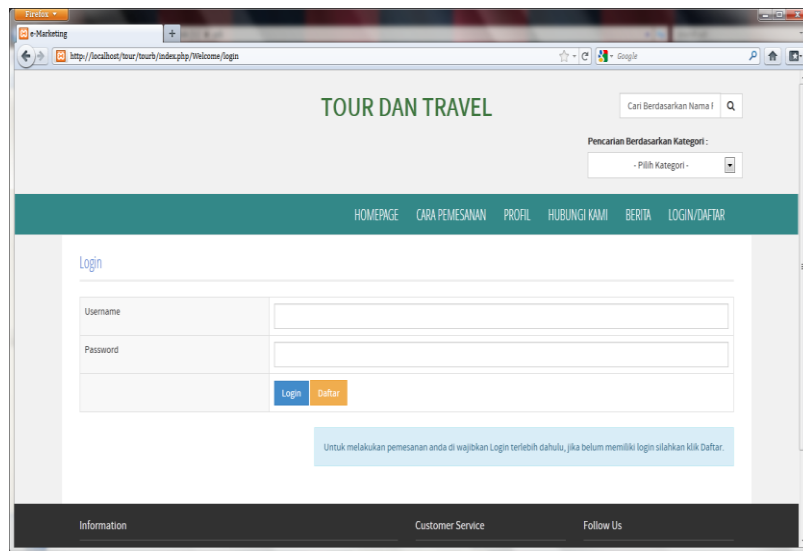 Firefox
e-Marketing
http://localhost/tour/tourb/index.php/Welcome/login
Google
TOUR DAN TRAVEL
Cari Berdasarkan Nama
Pencarian Berdasarkan Kategori :
- Pilih Kategori -
HOMEPAGE CARA PEMESANAN PROFIL HUBUNGI KAMI BERITA LOGIN/DAFTAR
Login
Username
Password
Login Daftar
Untuk melakukan pemesanan anda di wajibkan Login terlebih dahulu, jika belum memiliki login silahkan klik Daftar.
Information Customer Service Follow Us